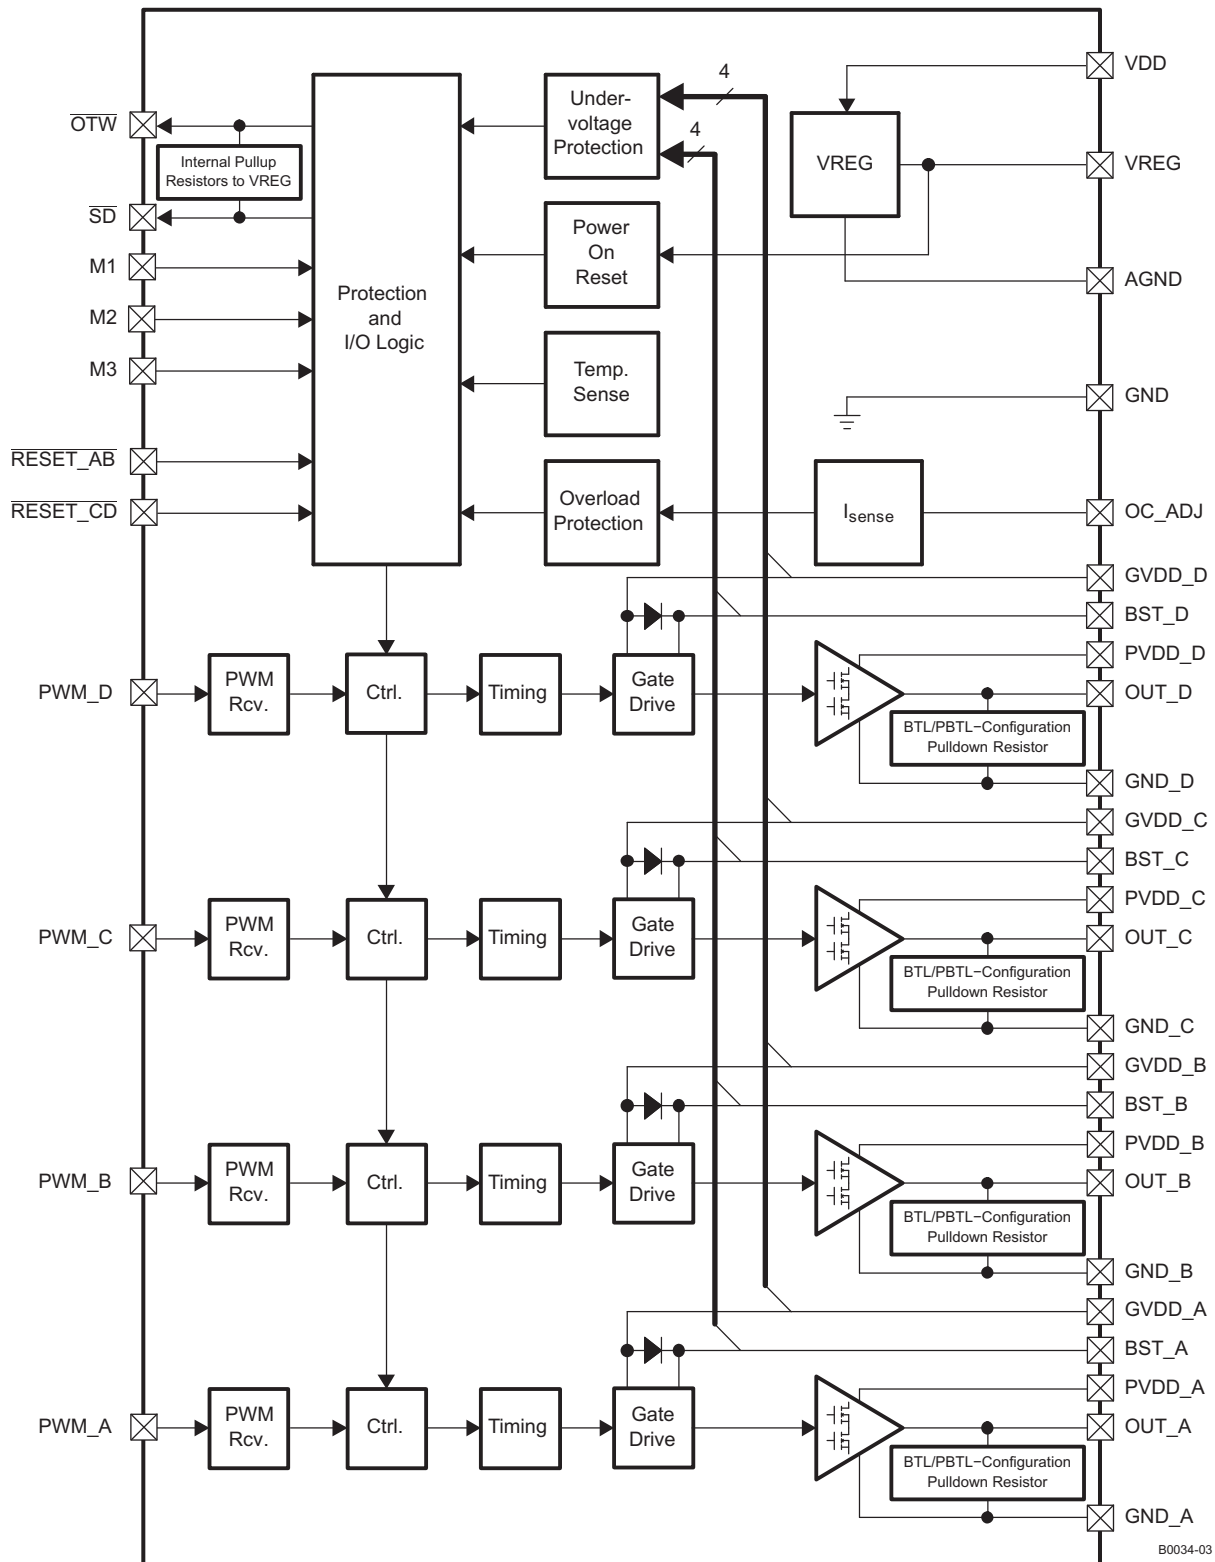 4
VDD
OTW
Under-
voltage
Protection
4
Internal Pullup
Resistors to VREG
VREG
VREG
SD
Power
On
Reset
M1
AGND
Protection
and
I/O Logic
M2
M3
Temp.
Sense
GND
RESET_AB
RESET_CD
Overload
Protection
Isense
OC_ADJ
GVDD_D
BST_D
PVDD_D
PWM_D
PWM
Rcv.
Ctrl.
Timing
Gate
Drive
OUT_D
BTL/PBTL−Configuration
Pulldown Resistor
GND_D
GVDD_C
BST_C
PVDD_C
PWM_C
PWM
Rcv.
Ctrl.
Timing
Gate
Drive
OUT_C
BTL/PBTL−Configuration
Pulldown Resistor
GND_C
GVDD_B
BST_B
PVDD_B
PWM_B
PWM
Rcv.
Ctrl.
Timing
Gate
Drive
OUT_B
BTL/PBTL−Configuration
Pulldown Resistor
GND_B
GVDD_A
BST_A
PVDD_A
PWM_A
PWM
Rcv.
Ctrl.
Timing
Gate
Drive
OUT_A
BTL/PBTL−Configuration
Pulldown Resistor
GND_A
B0034-03